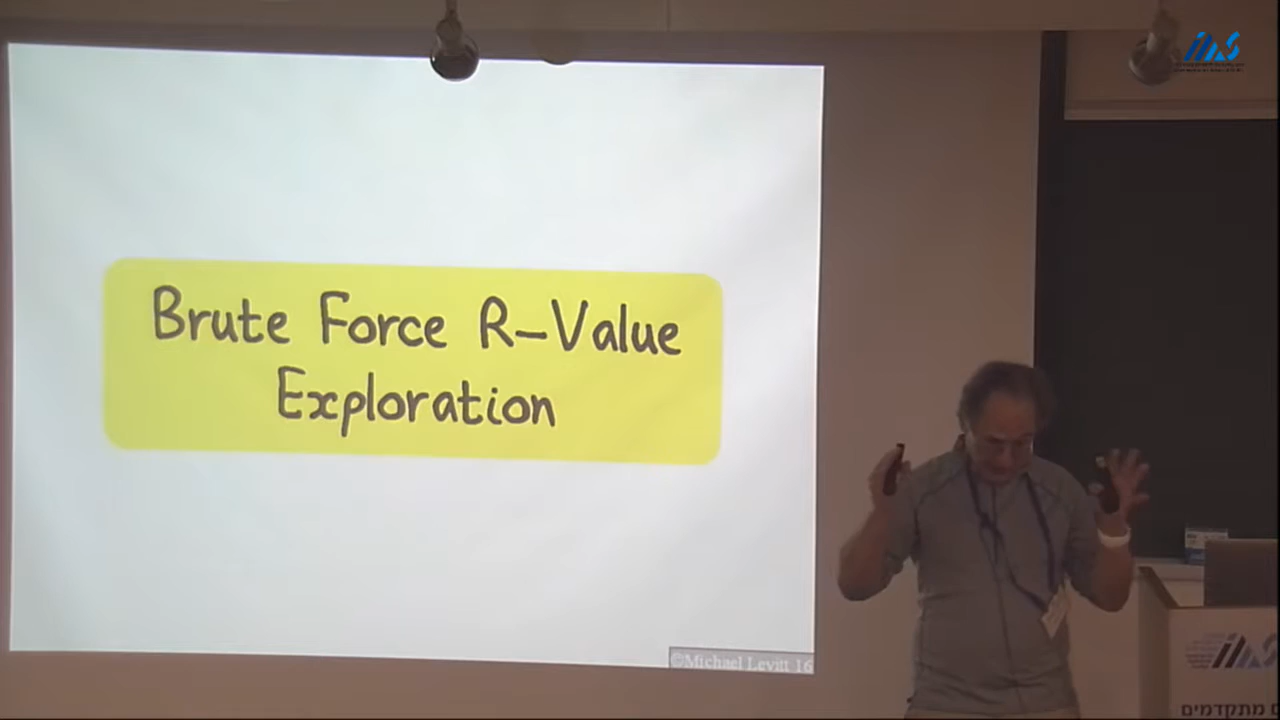 Brute Force R-Value
Exploration
©Michael Levitt 16
ם מתקדמים